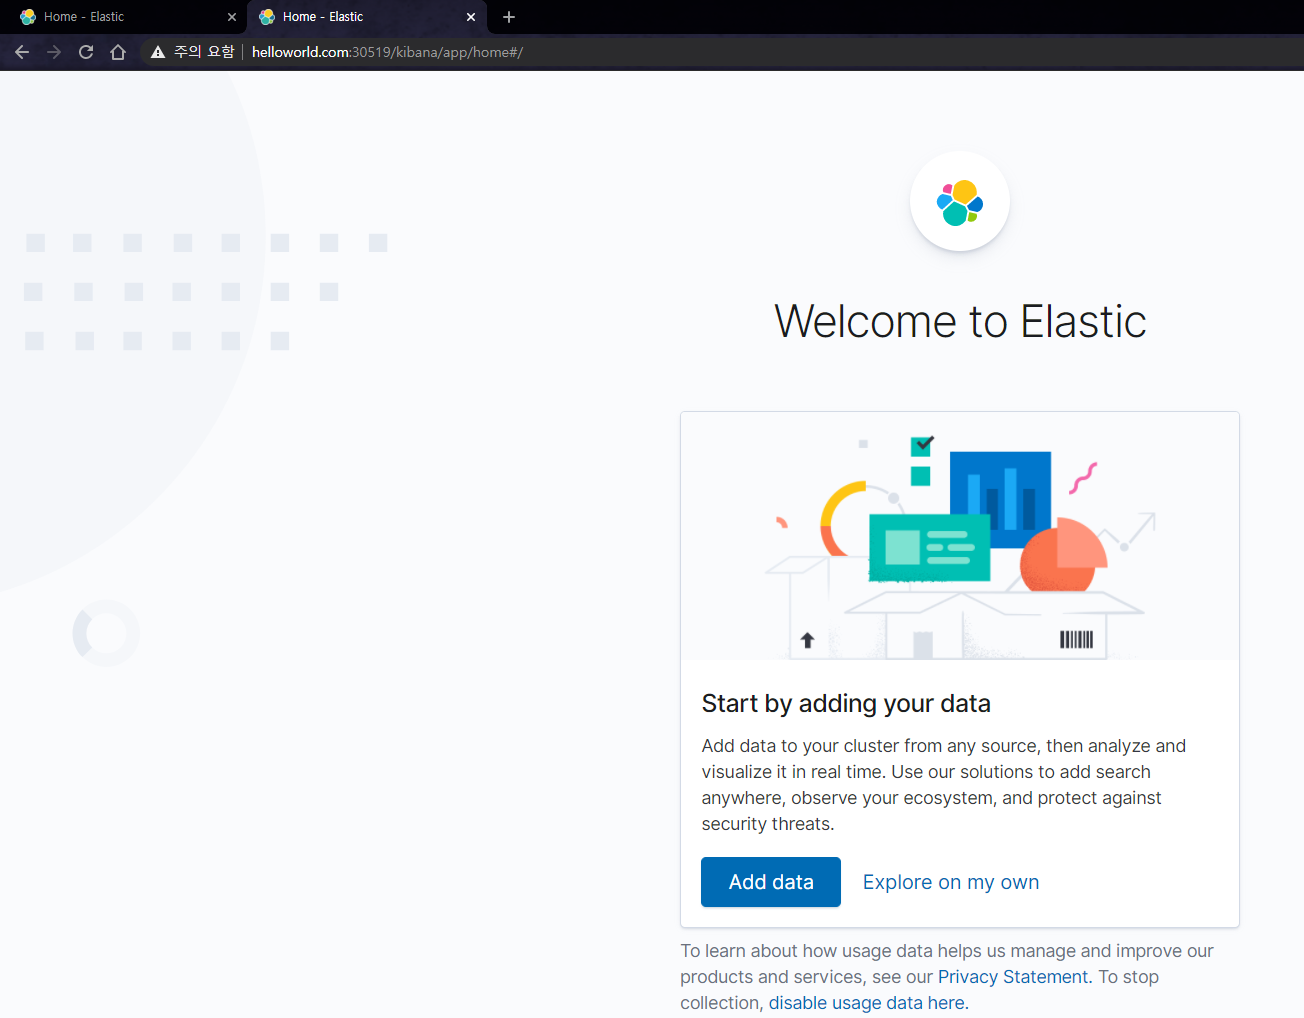 Home - Elastic
Home - Elastic
주의 요함 | helloworld.com:30519/kibana/app/home#/
Welcome to Elastic
Start by adding your data
Add data to your cluster from any source, then analyze and
visualize it in real time. Use our solutions to add search
anywhere, observe your ecosystem, and protect against
security threats.
Add data
Explore on my own
To learn about how usage data helps us manage and improve our
products and services, see our Privacy Statement. To stop
collection, disable usage data here.